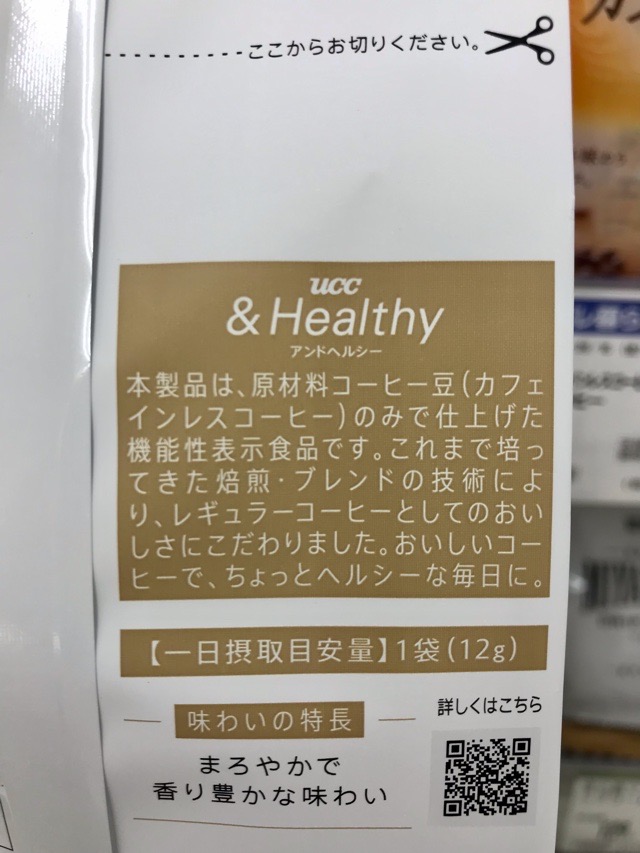 ここからお切りください。
ucc
& Healthy
アンドヘルシー
本製品は、原材料コーヒー豆(カフェ
インレスコーヒー)のみで仕上げた
機能性表示食品です。これまで培っ
てきた焙煎・ブレンドの技術によ
り、レギュラーコーヒーとしてのおい
しさにこだわりました。おいしいコー
ヒーで、ちょっとヘルシーな毎日に。
【一日摂取目安量】1袋(12g)
詳しくはこちら
味わいの特長
まろやかで
香り豊かな味わい